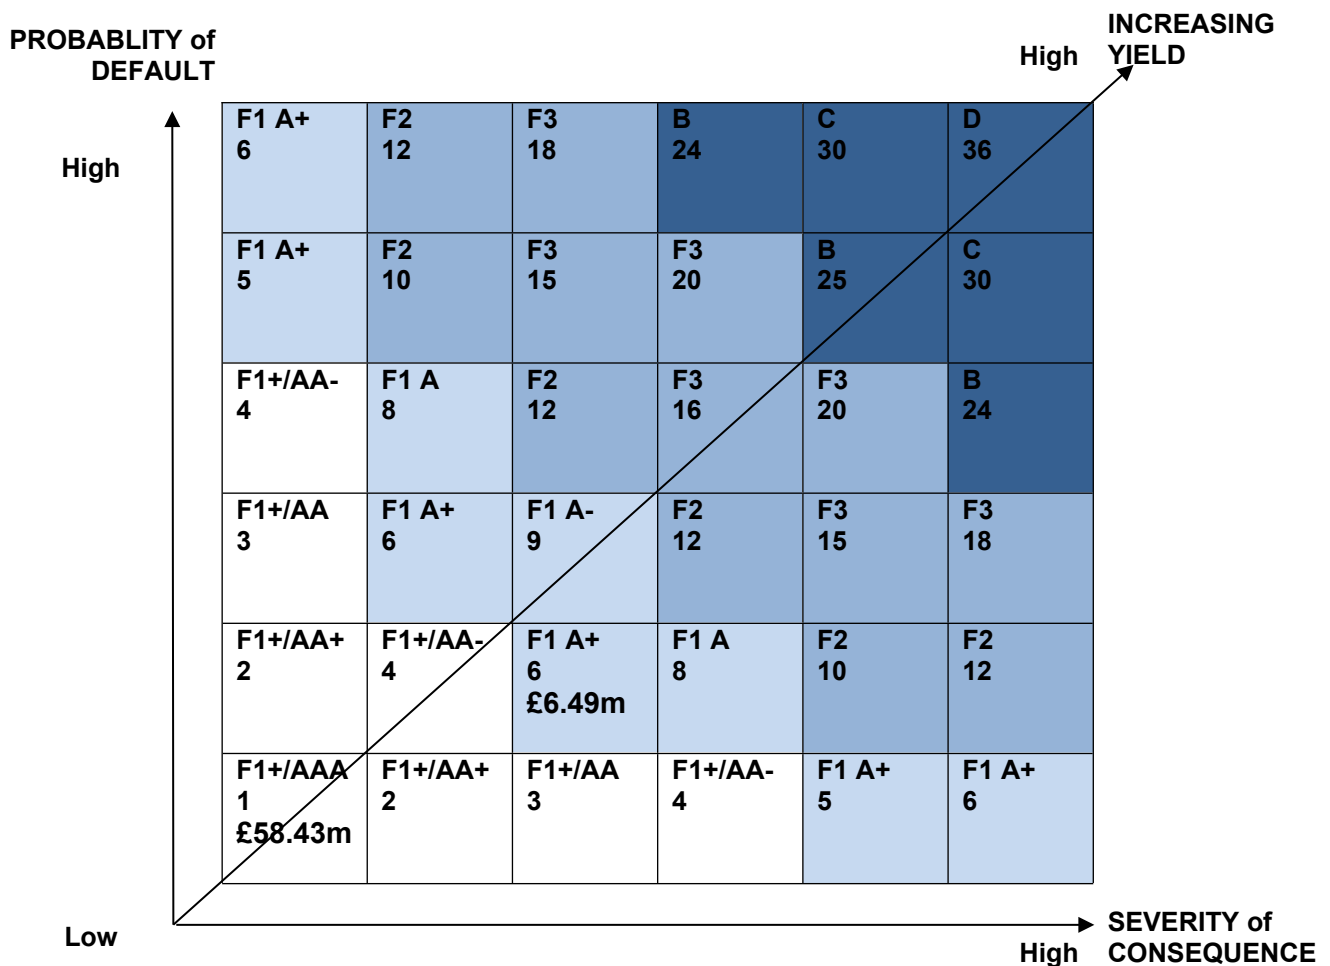 PROBABLITY of
DEFAULT
INCREASING
YIELD
High
High
F1 A+
6
F2
12
F3
18
B
24
C
30
D
36
F1 A+
5
F2
10
F3
15
F3
20
B
25
C
30
F1+/AA-
4
F1 A
8
F2
12
F3
16
F3
20
B
24
F1+/AA
3
F1 A+
6
F1 A-
9
F2
12
F3
15
F3
18
F1+/AA+
2
F1+/AA-
4
F1 A+
6
£6.49m
F1 A
8
F2
10
F2
12
F1+/AAA
1
£58.43m
F1+/AA+
2
F1+/AA
3
F1+/AA-
4
F1 A+
5
F1 A+
6
Low
High
SEVERITY of
CONSEQUENCE